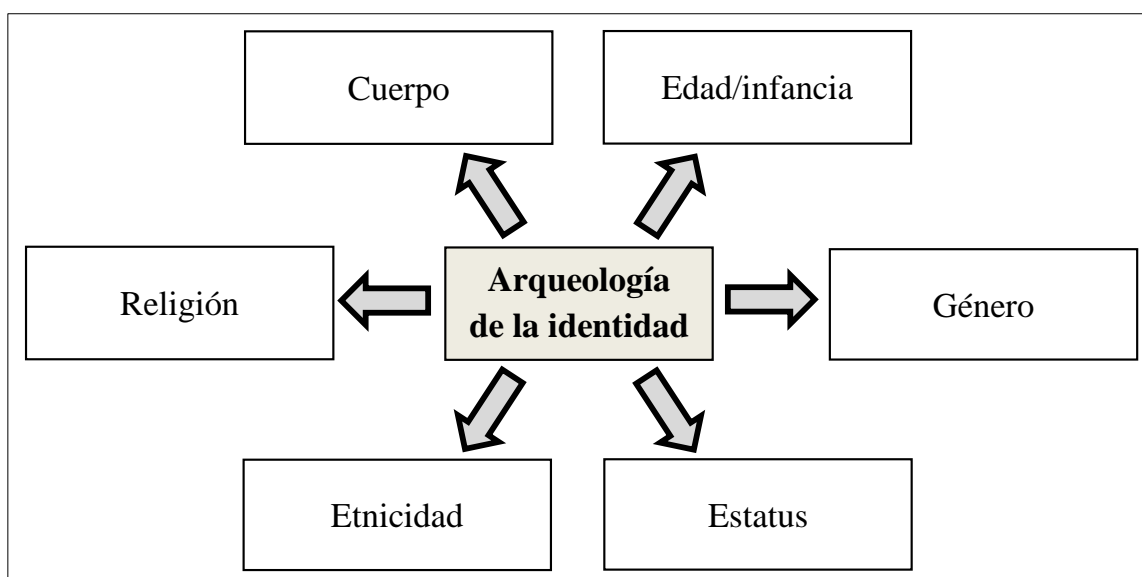 Cuerpo
Edad/infancia
Religión
Arqueología
de la identidad
Género
Etnicidad
Estatus